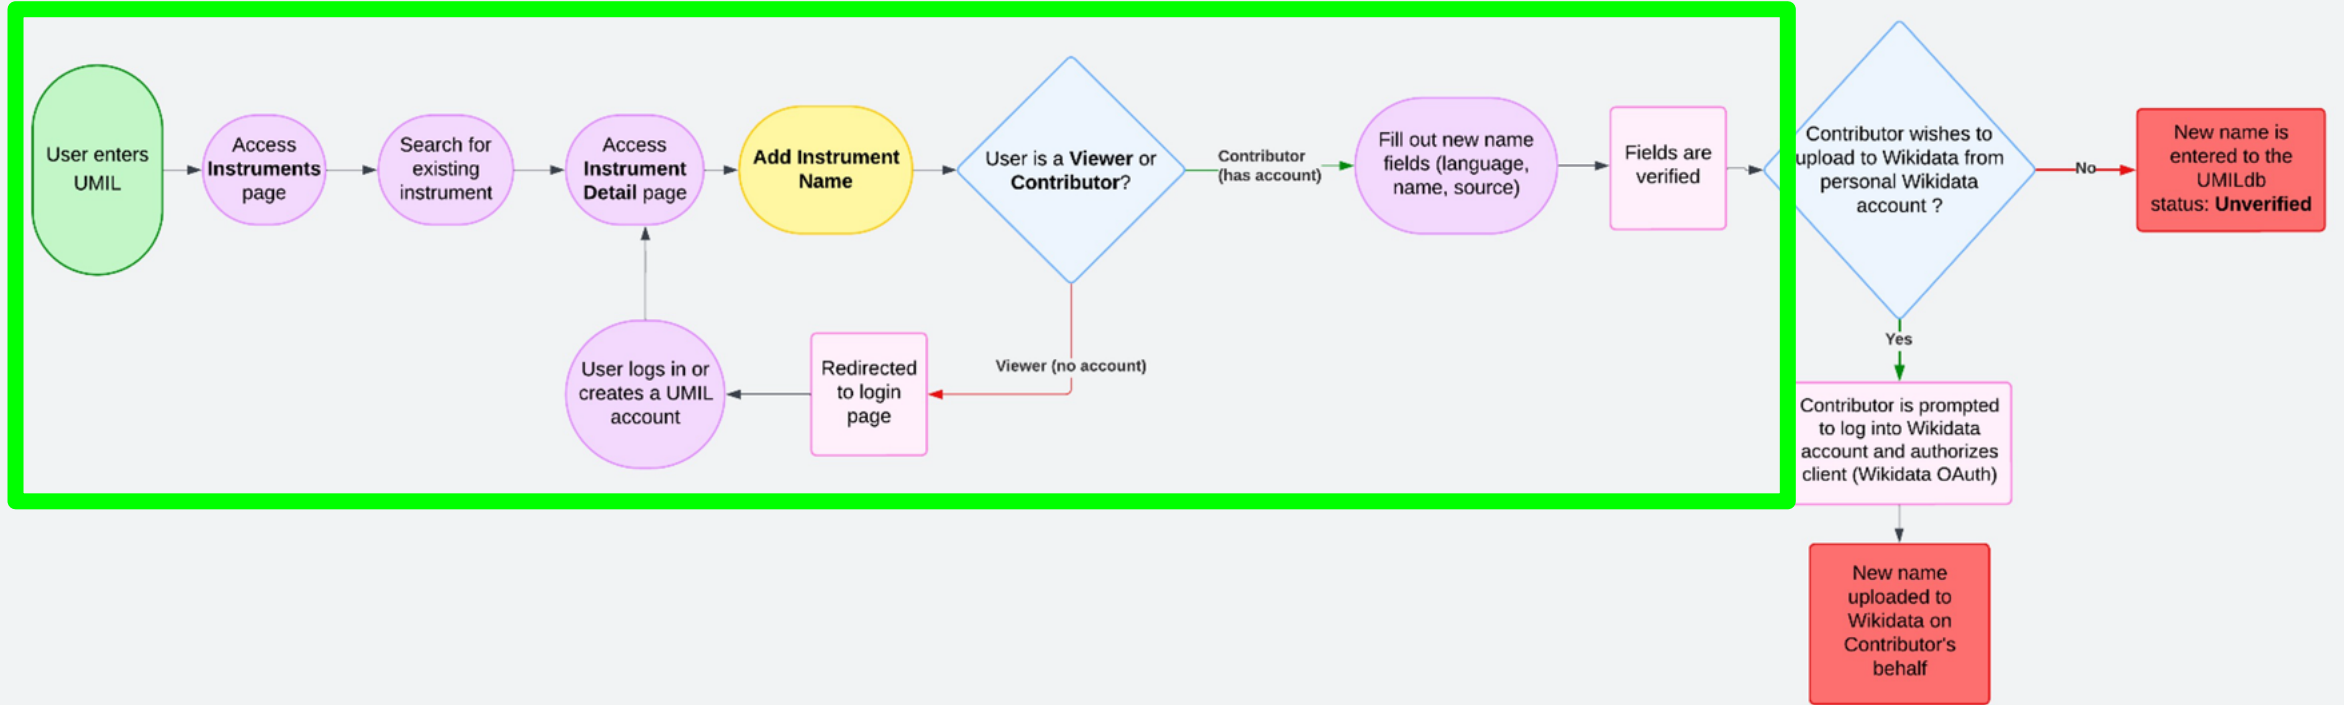 User enters
UMIL
Access
Instruments
page
Search for
existing
instrument
Access
Instrument
Detail page
Add Instrument
Name
User is a Viewer or
Contributor?
Contributor
(has account)
Fill out new name
fields (language,
name, source)
Fields are
verified
Contributor wishes to
upload to Wikidata from
personal Wikidata
account ?
No
New name is
entered to the
UMILdb
status: Unverified
Viewer (no account)
Redirected
to login
page
User logs in or
creates a UMIL
account
Yes
Contributor is prompted
to log into Wikidata
account and authorizes
client (Wikidata OAuth)
New name
uploaded to
Wikidata on
Contributor's
behalf